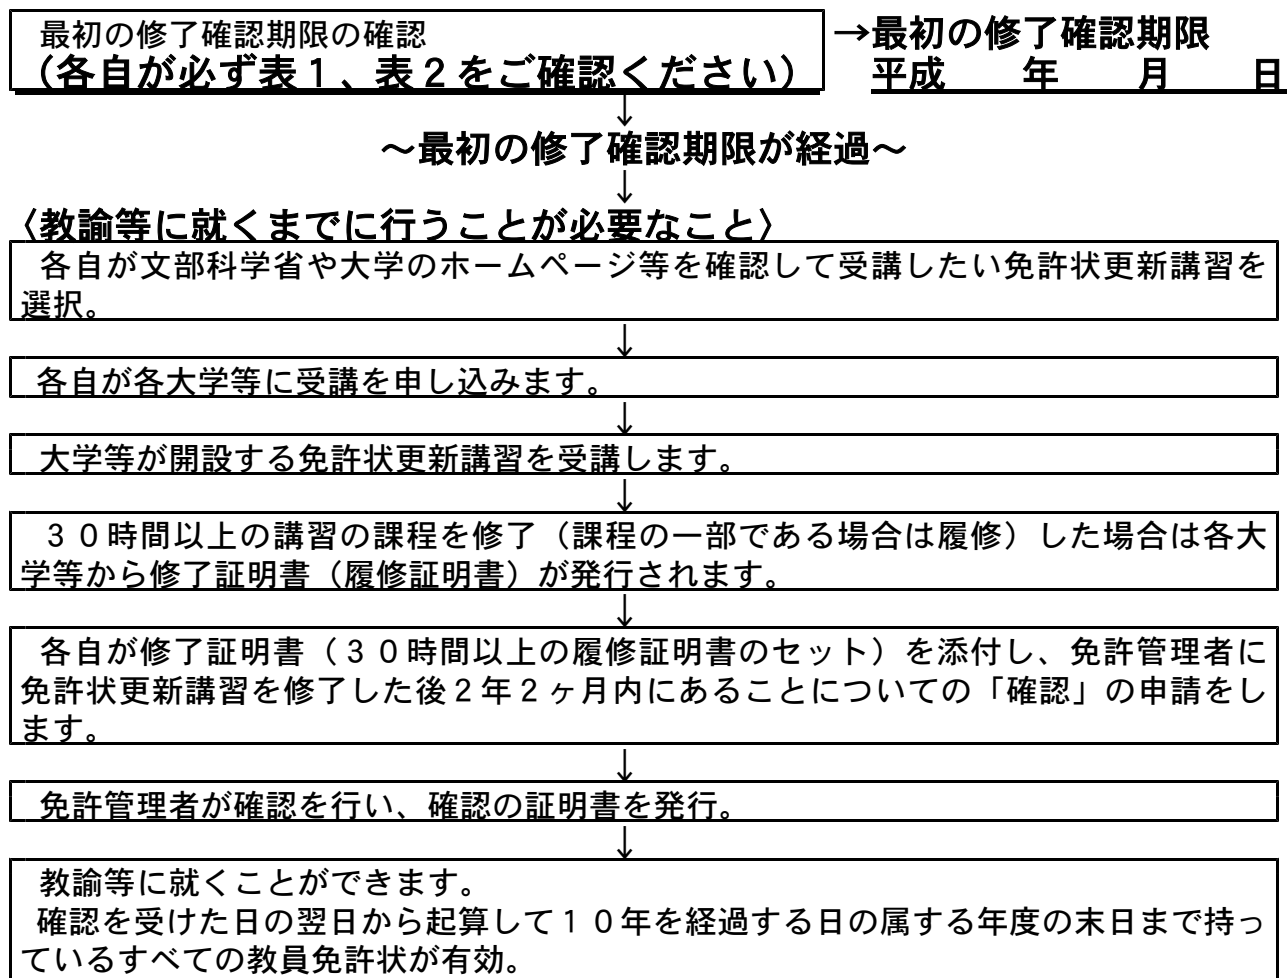 最初の修了確認期限の確認
（各自が必ず表１、表２をご確認ください）
→最初の修了確認期限
平成　　年　　月　　日
↓
～最初の修了確認期限が経過～
↓
〈教諭等に就くまでに行うことが必要なこと〉
各自が文部科学省や大学のホームページ等を確認して受講したい免許状更新講習を
選択。
↓
各自が各大学等に受講を申し込みます。
↓
大学等が開設する免許状更新講習を受講します。
↓
３０時間以上の講習の課程を修了（課程の一部である場合は履修）した場合は各大
学等から修了証明書（履修証明書）が発行されます。
↓
各自が修了証明書（３０時間以上の履修証明書のセット）を添付し、免許管理者に
免許状更新講習を修了した後２年２ヶ月内にあることについての「確認」の申請をし
ます。
↓
免許管理者が確認を行い、確認の証明書を発行。
↓
教諭等に就くことができます。
確認を受けた日の翌日から起算して１０年を経過する日の属する年度の末日まで持っ
ているすべての教員免許状が有効。